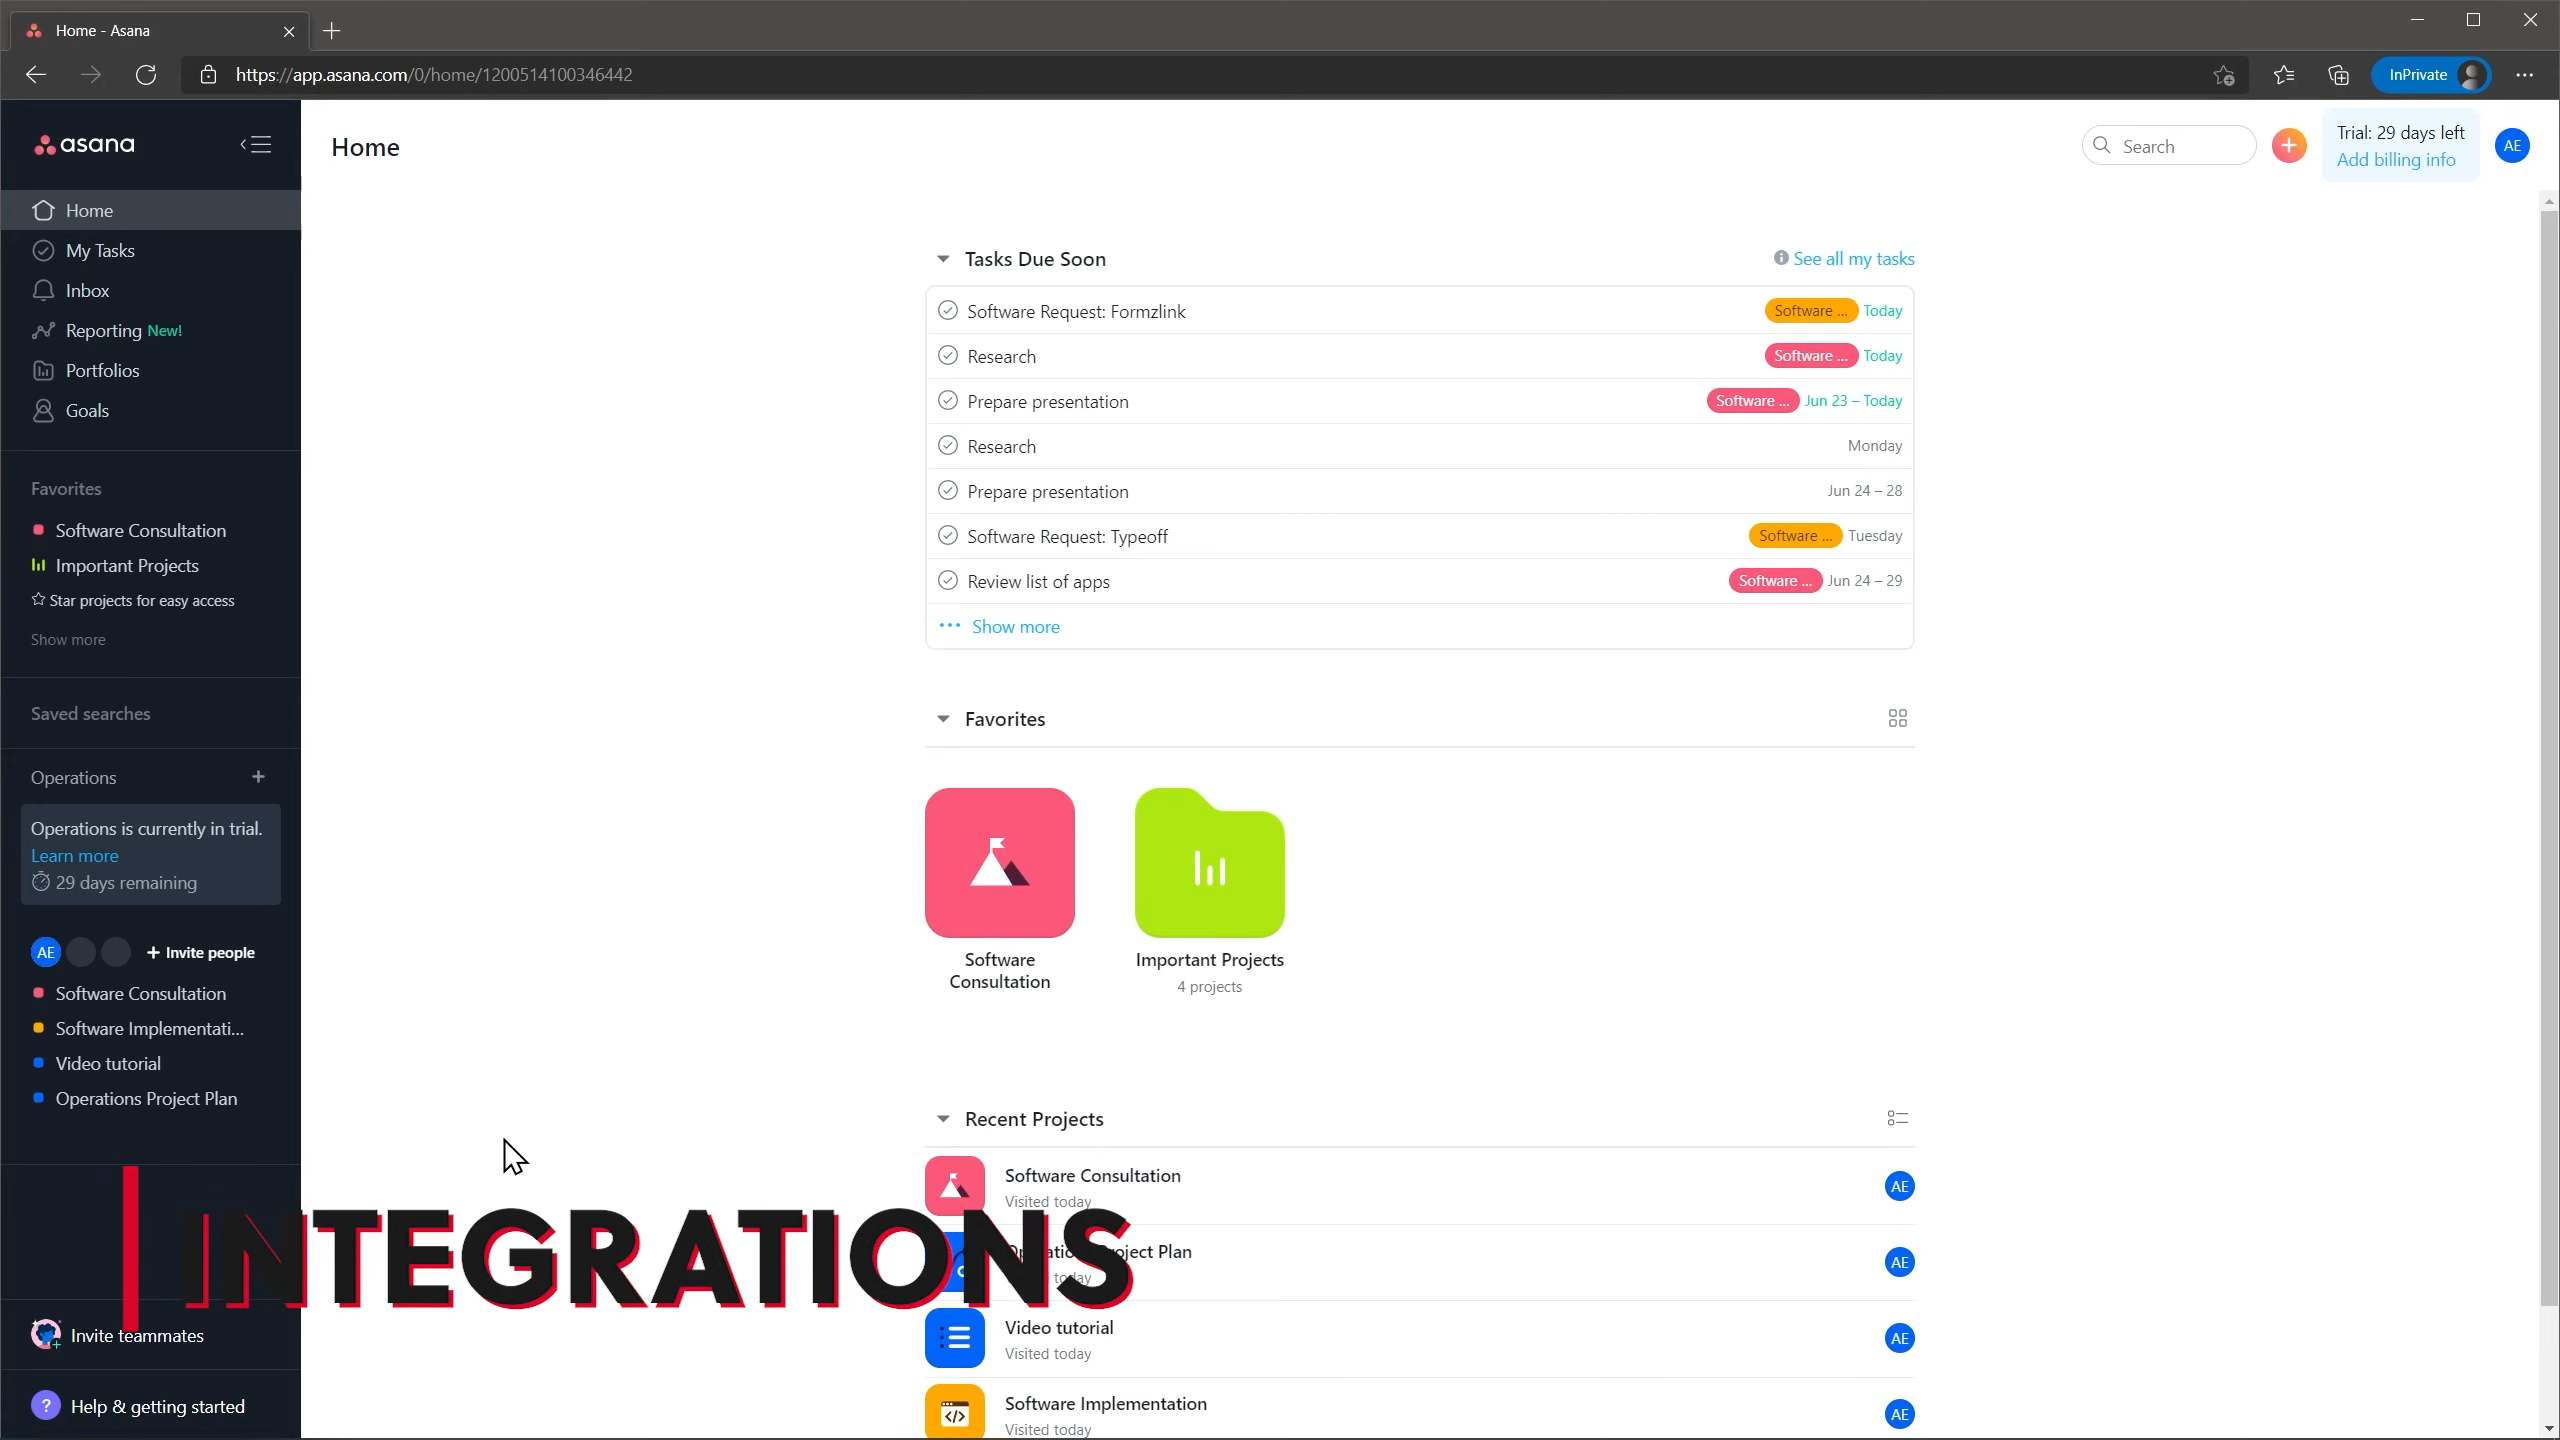 Home - Asana
https://app.asana.com/0/home/1200514100346442
InPrivate
asana
Home
Search
Trial: 29 days left
Add billing info
AE
Home
My Tasks
Inbox
Reporting New!
Portfolios
Goals
Favorites
Software Consultation
Important Projects
Star projects for easy access
Show more
Saved searches
Operations
Operations is currently in trial.
Learn more
29 days remaining
AE
Invite people
Software Consultation
Software Implementati...
Video tutorial
Operations Project Plan
Invite teammates
? Help & getting started
Tasks Due Soon
See all my tasks
Software Request: Formzlink Software ... Today
Research Software ... Today
Prepare presentation Software ... Jun 23 – Today
Research Monday
Prepare presentation Jun 24 – 28
Software Request: Typeoff Software ... Tuesday
Review list of apps Software ... Jun 24 – 29
... Show more
Favorites
Software
Consultation
Important Projects
4 projects
Recent Projects
Software Consultation
Visited today
AE
INTEGRATIONS
Project Plan
today
AE
Video tutorial
Visited today
AE
Software Implementation
Visited today
AE